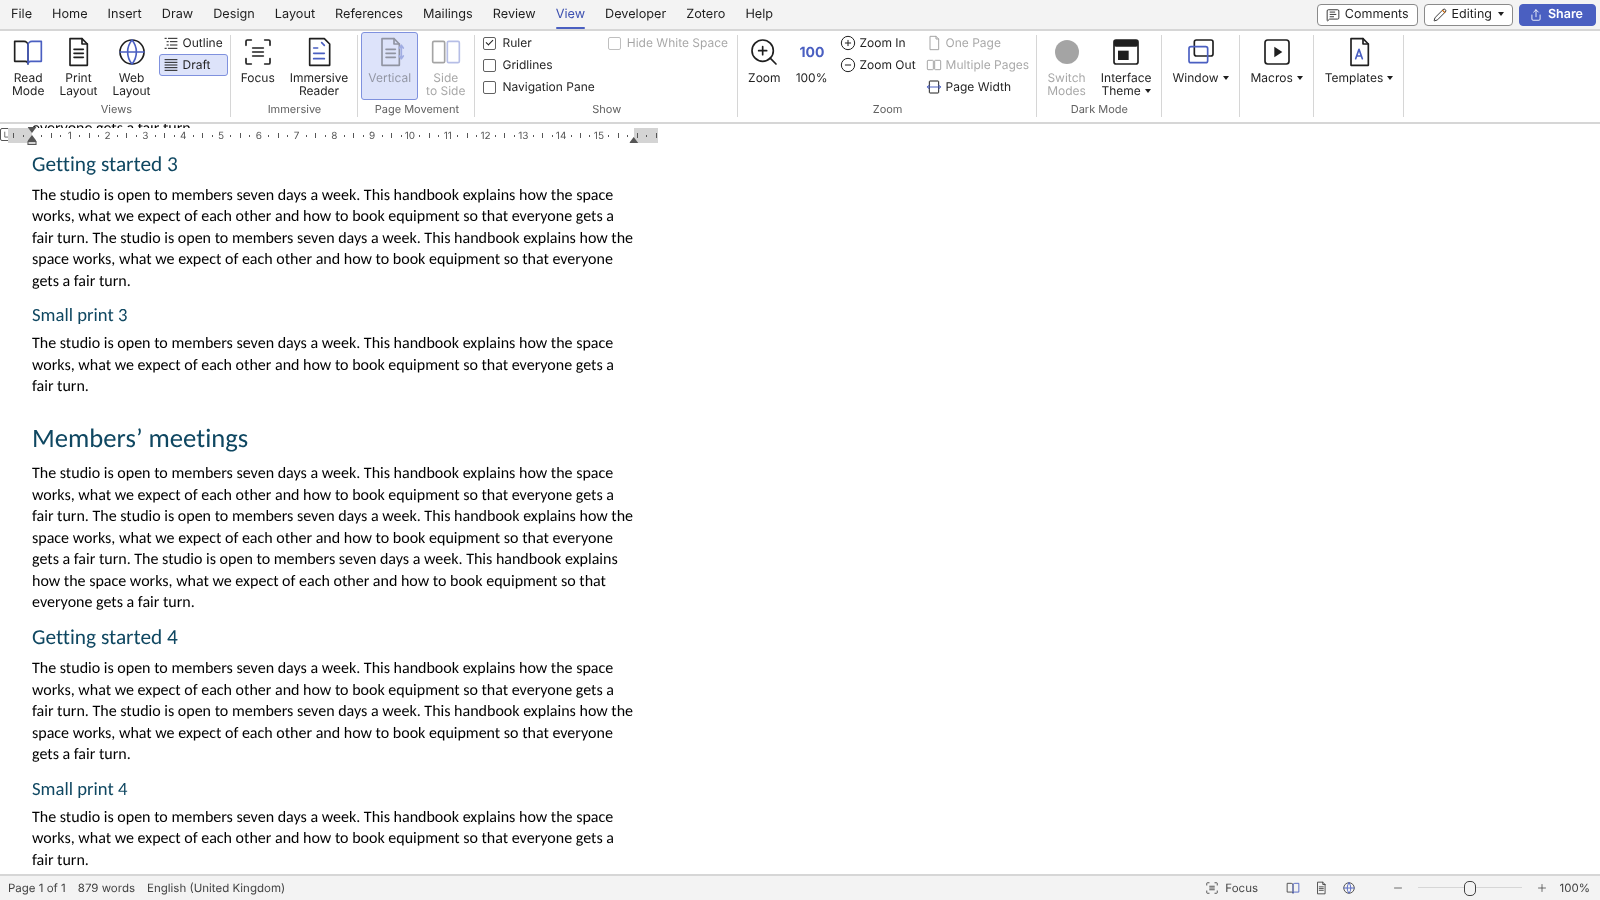 File Home Insert Draw Design Layout References Mailings Review View Developer Zotero Help Comments Editing Share
Read Mode
Print Layout
Web Layout
Outline
Draft
Views
Focus
Immersive Reader
Immersive
Vertical
Side to Side
Page Movement
Ruler
Gridlines
Navigation Pane
Hide White Space
Show
Zoom
100
100%
Zoom In
Zoom Out
One Page
Multiple Pages
Page Width
Zoom
Switch Modes
Interface Theme
Dark Mode
Window
Macros
Templates
everyone gets a fair turn.
1 2 3 4 5 6 7 8 9 10 11 12 13 14 15
Getting started 3
The studio is open to members seven days a week. This handbook explains how the space
works, what we expect of each other and how to book equipment so that everyone gets a
fair turn. The studio is open to members seven days a week. This handbook explains how the
space works, what we expect of each other and how to book equipment so that everyone
gets a fair turn.
Small print 3
The studio is open to members seven days a week. This handbook explains how the space
works, what we expect of each other and how to book equipment so that everyone gets a
fair turn.
Members’ meetings
The studio is open to members seven days a week. This handbook explains how the space
works, what we expect of each other and how to book equipment so that everyone gets a
fair turn. The studio is open to members seven days a week. This handbook explains how the
space works, what we expect of each other and how to book equipment so that everyone
gets a fair turn. The studio is open to members seven days a week. This handbook explains
how the space works, what we expect of each other and how to book equipment so that
everyone gets a fair turn.
Getting started 4
The studio is open to members seven days a week. This handbook explains how the space
works, what we expect of each other and how to book equipment so that everyone gets a
fair turn. The studio is open to members seven days a week. This handbook explains how the
space works, what we expect of each other and how to book equipment so that everyone
gets a fair turn.
Small print 4
The studio is open to members seven days a week. This handbook explains how the space
works, what we expect of each other and how to book equipment so that everyone gets a
fair turn.
Page 1 of 1 879 words English (United Kingdom) Focus 100%